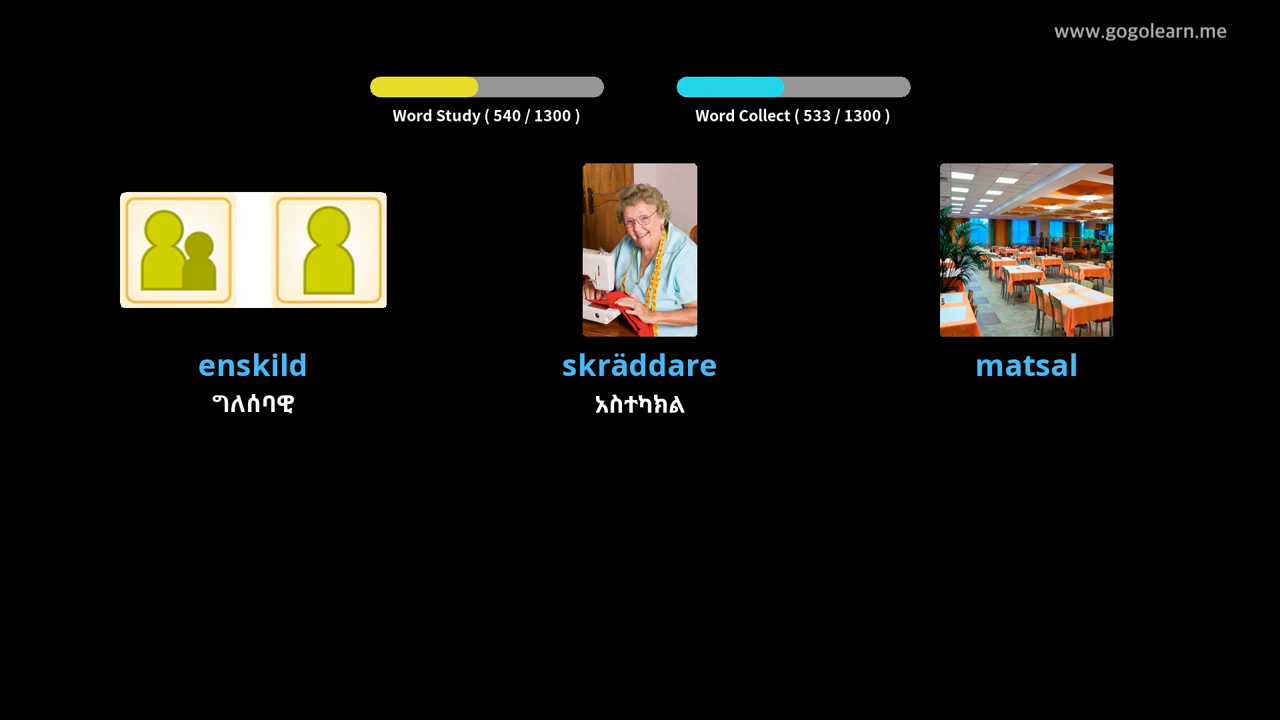 www.gogolearn.me
Word Study ( 540 / 1300 )
Word Collect ( 533 / 1300 )
enskild
skräddare
matsal
ግለሰባዊ
አስተካክል